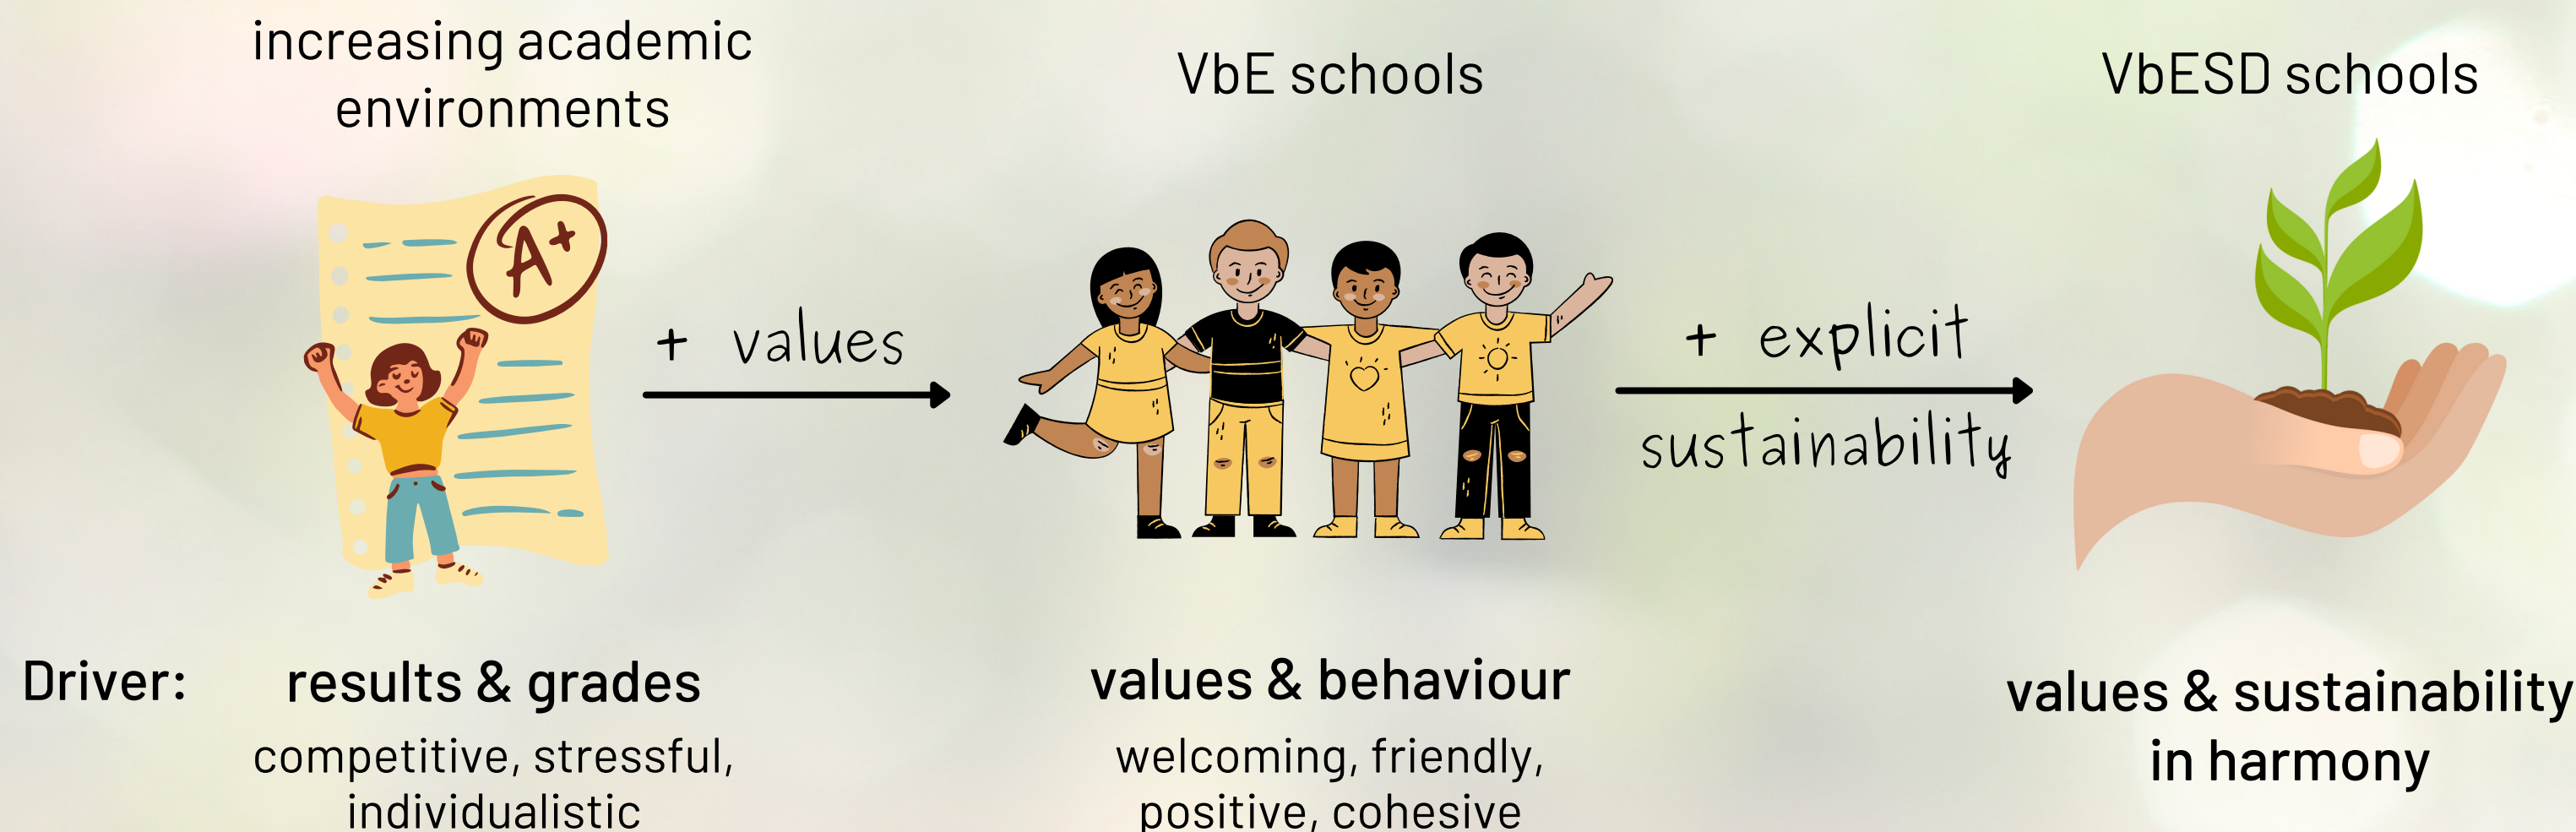 increasing academic
environments
A+
+ values
VbE schools
+ explicit
sustainability
VbESD schools
Driver:
results & grades
competitive, stressful,
individualistic
values & behaviour
welcoming, friendly,
positive, cohesive
values & sustainability
in harmony